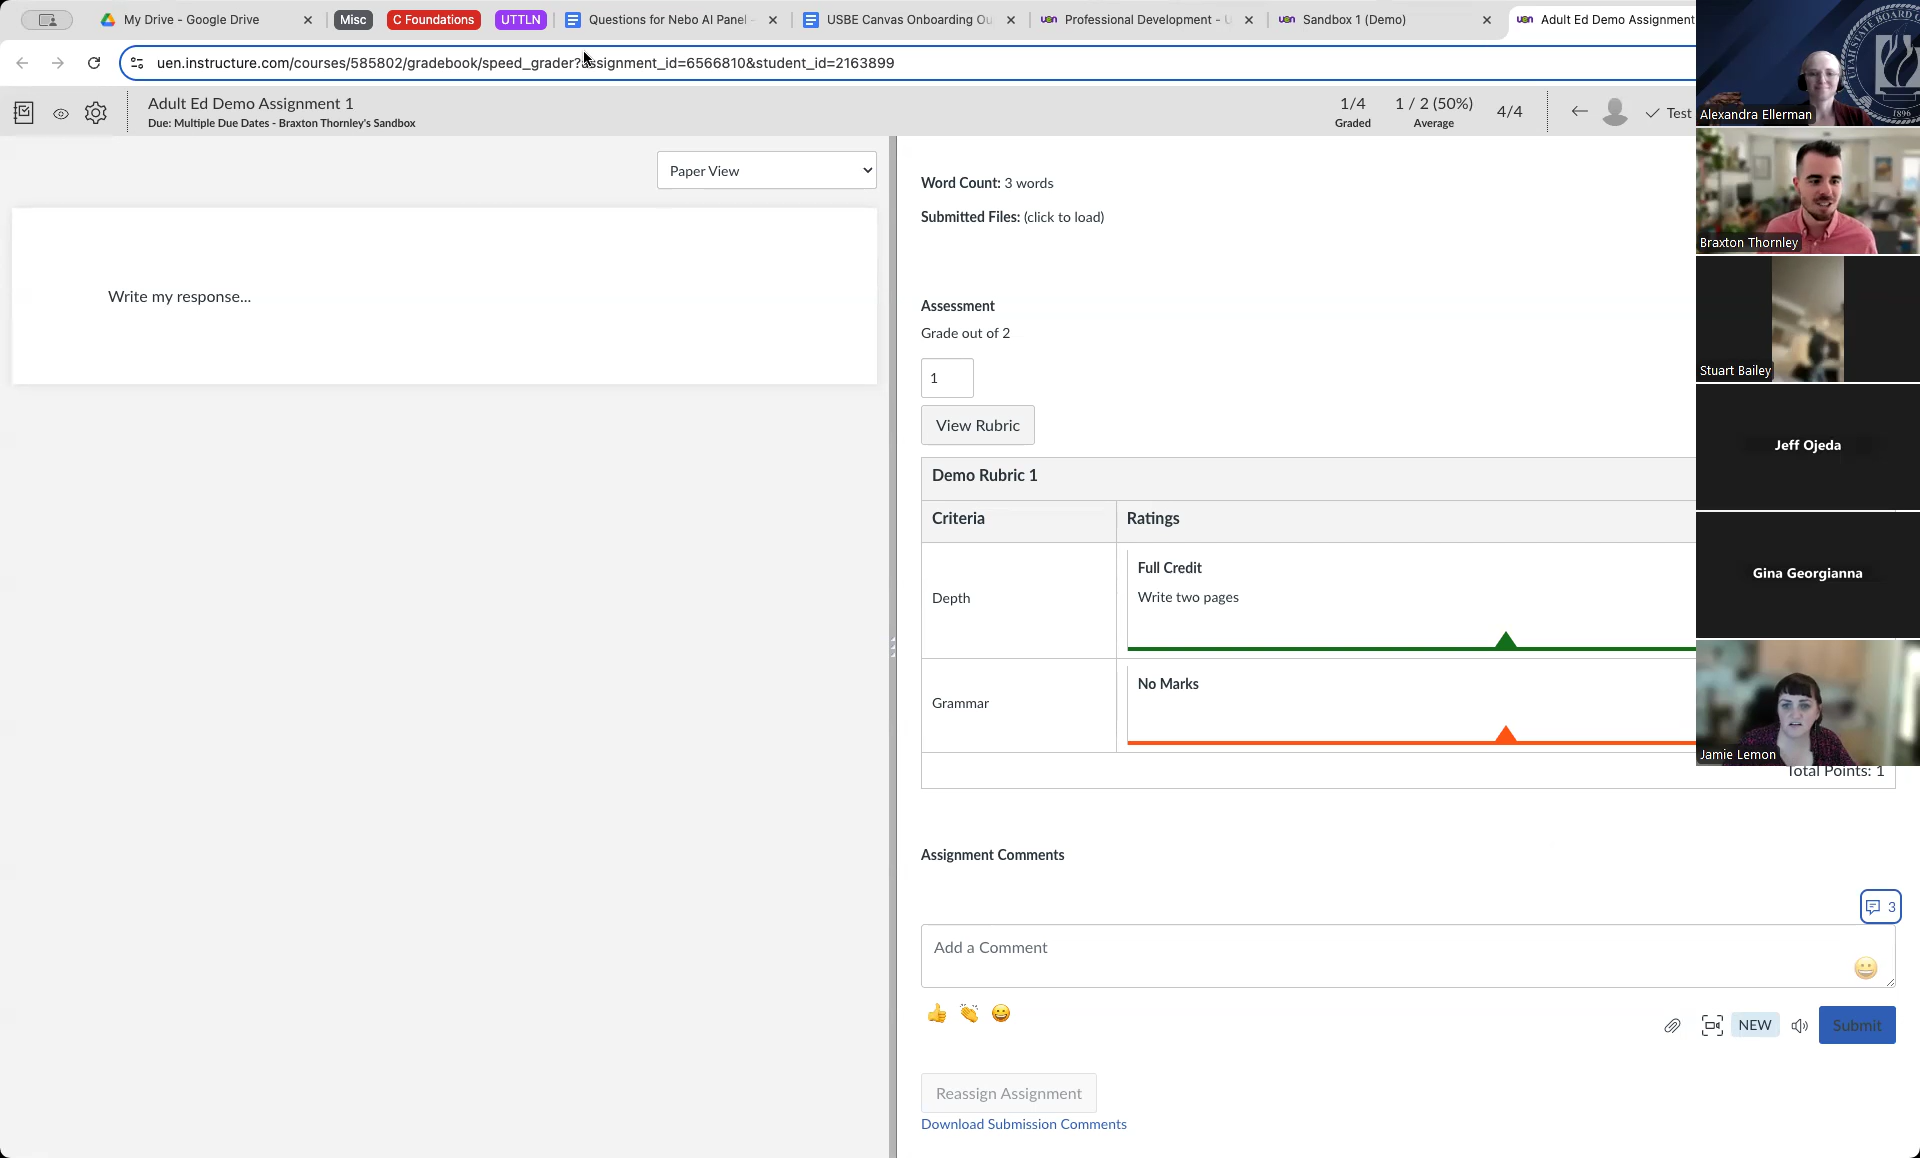 My Drive - Google Drive
Misc
C Foundations
UTTLN
Questions for Nebo AI Panel
USBE Canvas Onboarding Ou
Professional Development - U
Sandbox 1 (Demo)
Adult Ed Demo Assignment
uen.instructure.com/courses/585802/gradebook/speed_grader?assignment_id=6566810&student_id=2163899
Adult Ed Demo Assignment 1
Due: Multiple Due Dates - Braxton Thornley's Sandbox
1/4
Graded
1 / 2 (50%)
Average
4/4
Test
Paper View
Write my response...
Word Count: 3 words
Submitted Files: (click to load)
Assessment
Grade out of 2
1
View Rubric
Demo Rubric 1
Criteria
Ratings
Depth
Full Credit
Write two pages
Grammar
No Marks
Total Points: 1
Assignment Comments
3
Add a Comment
NEW
Submit
Reassign Assignment
Download Submission Comments
Alexandra Ellerman
1896
Braxton Thornley
Stuart Bailey
Jeff Ojeda
Gina Georgianna
Jamie Lemon